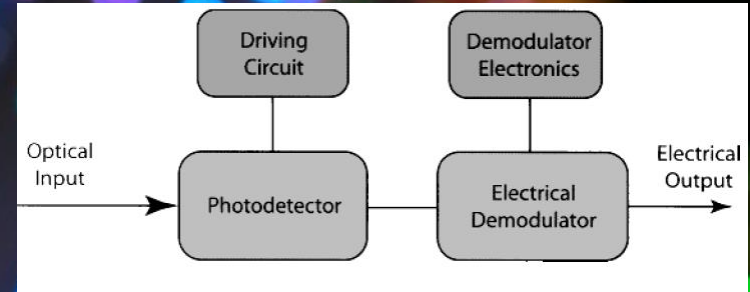 Driving
Circuit
Demodulator
Electronics
Optical
Input
Photodetector
Electrical
Demodulator
Electrical
Output